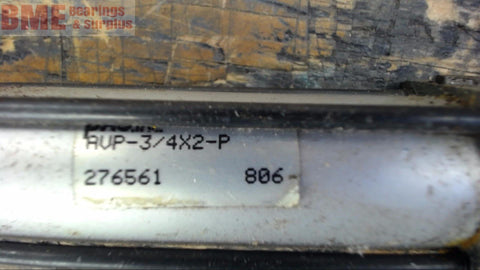 BME Bearings
& Surplus
AVP-3/4X2-P
276561 806